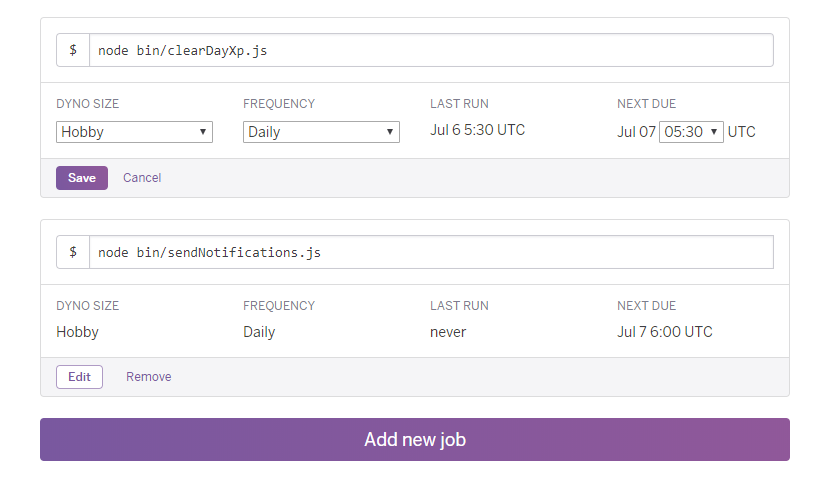 $ node bin/clearDayXp.js
DYNO SIZE FREQUENCY LAST RUN NEXT DUE
Hobby Daily Jul 6 5:30 UTC Jul 07 05:30 UTC
Save Cancel
$ node bin/sendNotifications.js
DYNO SIZE FREQUENCY LAST RUN NEXT DUE
Hobby Daily never Jul 7 6:00 UTC
Edit Remove
Add new job